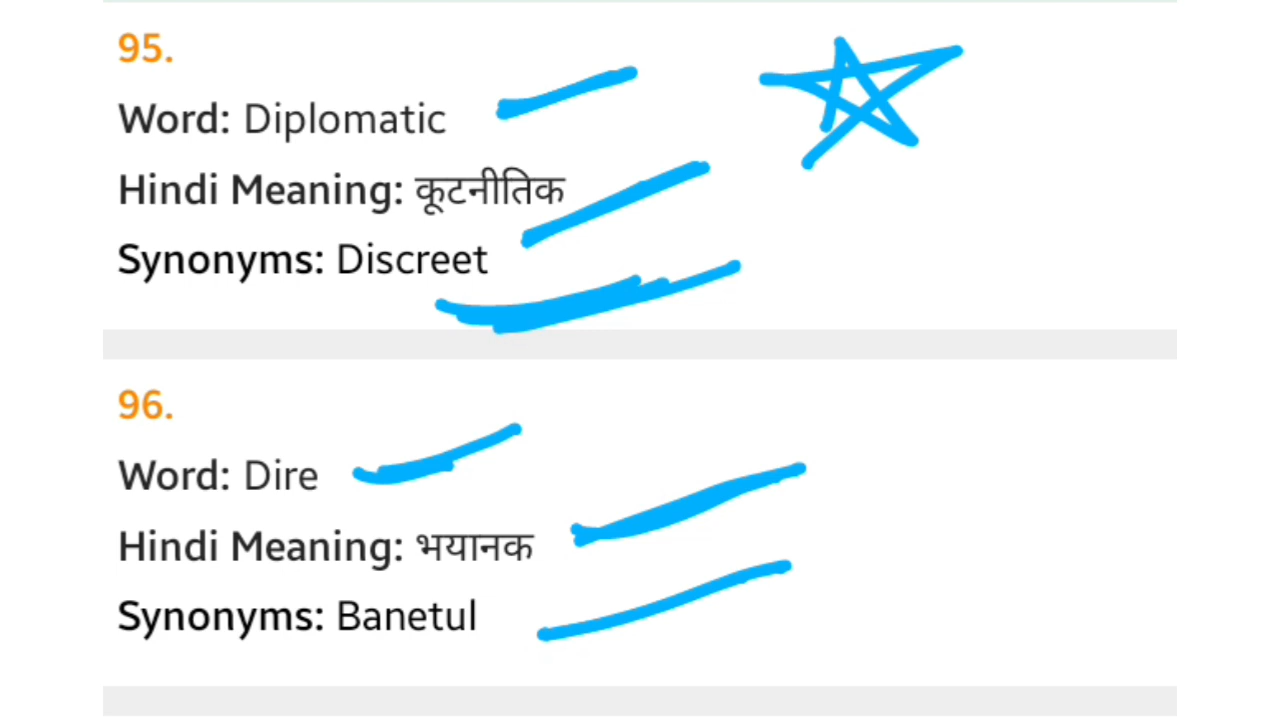 95.
Word: Diplomatic
Hindi Meaning: कूटनीतिक
Synonyms: Discreet
96.
Word: Dire
Hindi Meaning: भयानक
Synonyms: Banetul